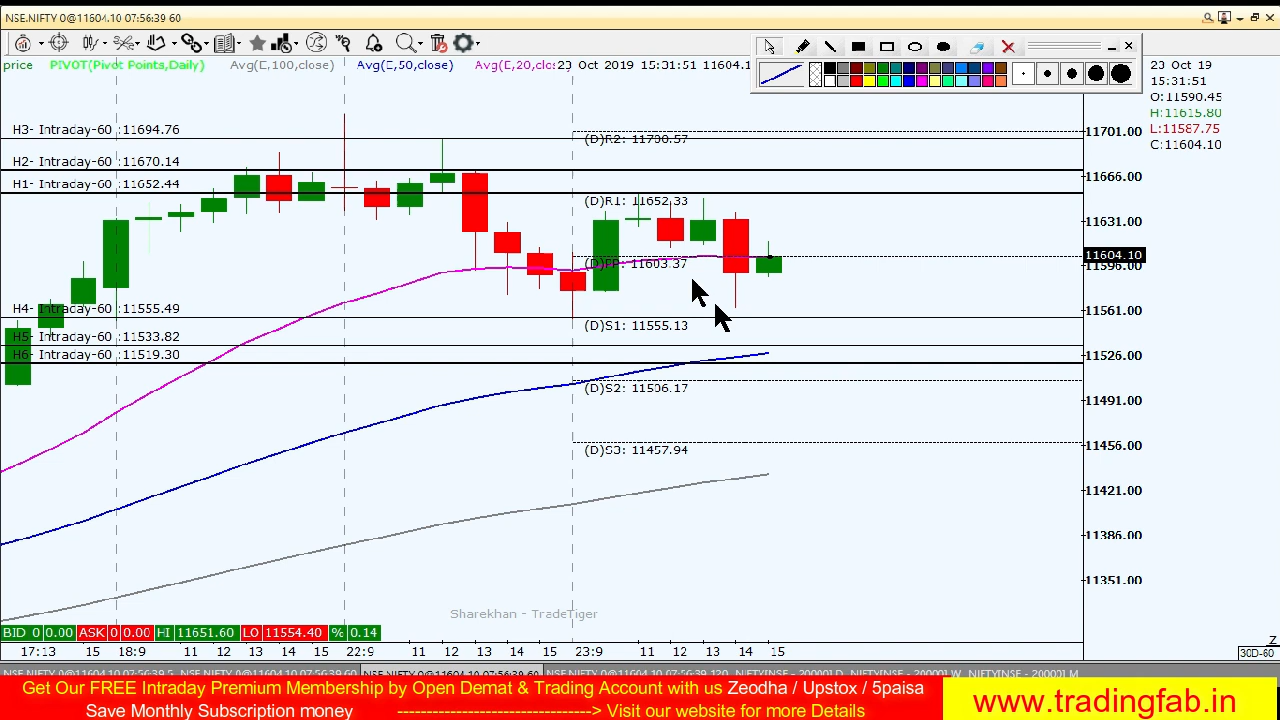 NSE.NIFTY 0@11604.10 07:56:39 60
price PIVOT(Pivot Points,Daily) Avg(E,100,close) Avg(E,50,close) Avg(E,20,clo: 23 Oct 2019 15:31:51 11604.1
23 Oct 19
15:31:51
O:11590.45
H:11615.80
L:11587.75
C:11604.10
H3- Intraday-60 :11694.76
(D)R2: 11700.57
11701.00
H2- Intraday-60 :11670.14
11666.00
H1- Intraday-60 :11652.44
(D)R1: 11652.33
11631.00
11604.10
(D)PP: 11603.37
11596.00
H4- Intraday-60 :11555.49
11561.00
(D)S1: 11555.13
H5- Intraday-60 :11533.82
H6- Intraday-60 :11519.30
11526.00
(D)S2: 11506.17
11491.00
(D)S3: 11457.94
11456.00
11421.00
11386.00
11351.00
Sharekhan - TradeTiger
BID 0 0.00 ASK 0 0.00 HI 11651.60 LO 11554.40 % 0.14
17:13 15 18:9 11 12 13 14 15 22:9 11 12 13 14 15 23:9 11 12 13 14 15
Z
30D-60
Get Our FREE Intraday Premium Membership by Open Demat & Trading Account with us Zeodha / Upstox / 5paisa
Save Monthly Subscription money --------------------------------> Visit our website for more Details
www.tradingfab.in